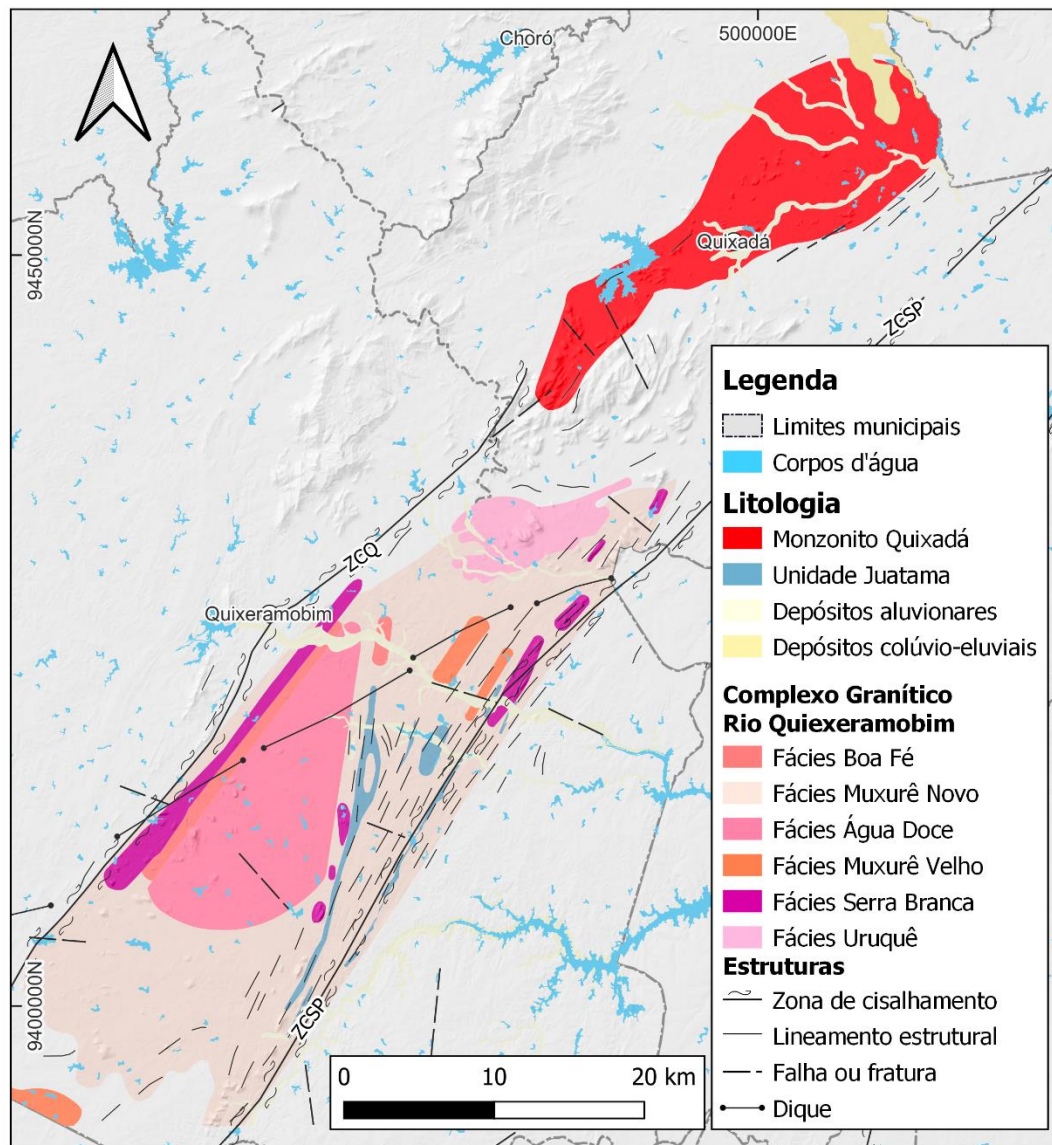 Choró
500000E
9450000N
Quixadá
ZCSP
ZCQ
Quixeramobim
9400000N
ZCSP
0 10 20 km
Legenda
Limites municipais
Corpos d'água
Litologia
Monzonito Quixadá
Unidade Juatama
Depósitos aluvionares
Depósitos colúvio-eluviais
Complexo Granítico
Rio Quiexeramobim
Fácies Boa Fé
Fácies Muxurê Novo
Fácies Água Doce
Fácies Muxurê Velho
Fácies Serra Branca
Fácies Uruquê
Estruturas
Zona de cisalhamento
Lineamento estrutural
Falha ou fratura
Dique